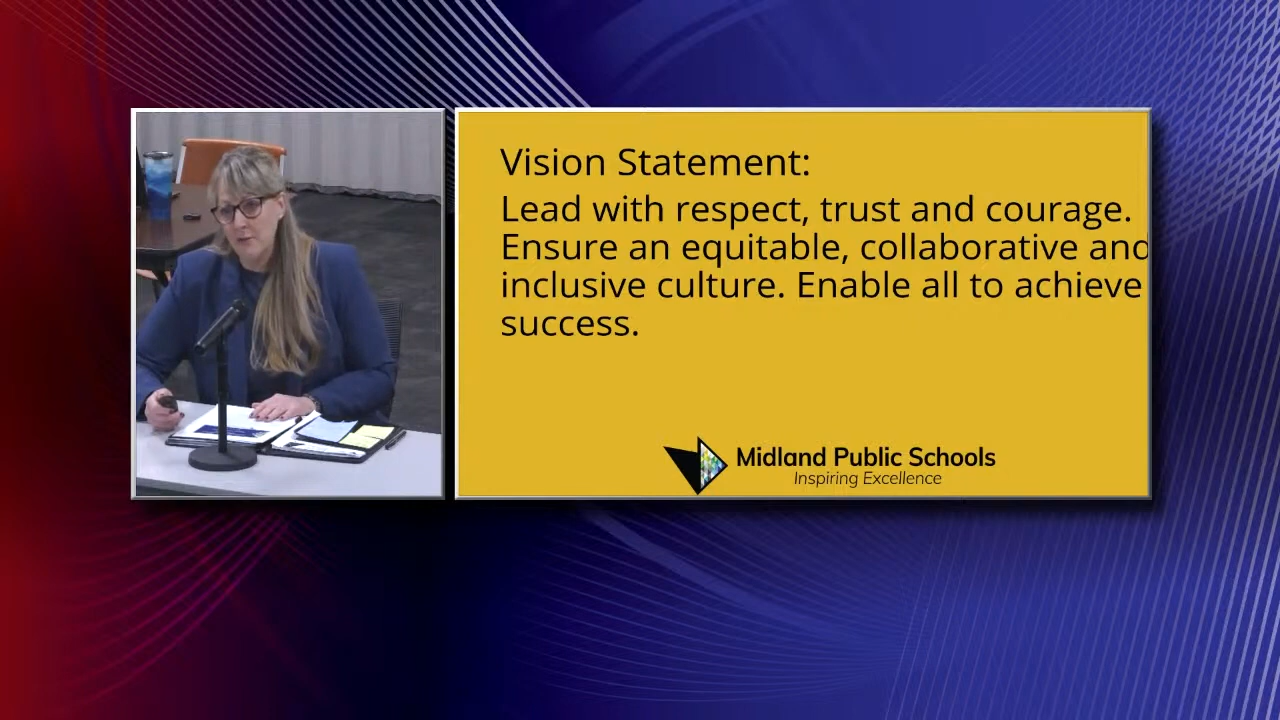 Vision Statement:
Lead with respect, trust and courage.
Ensure an equitable, collaborative and
inclusive culture. Enable all to achieve
success.
Midland Public Schools
Inspiring Excellence